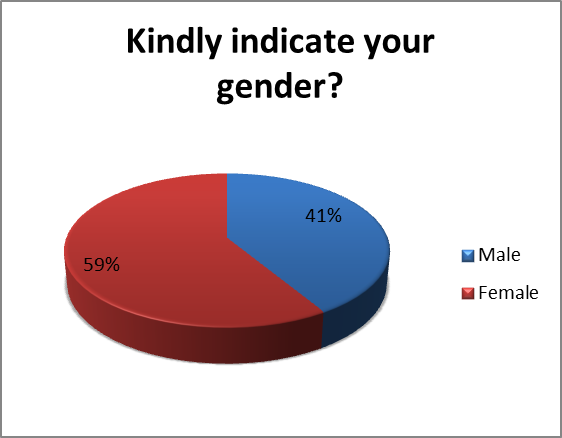 Kindly indicate your
gender?
41%
59%
Male
Female